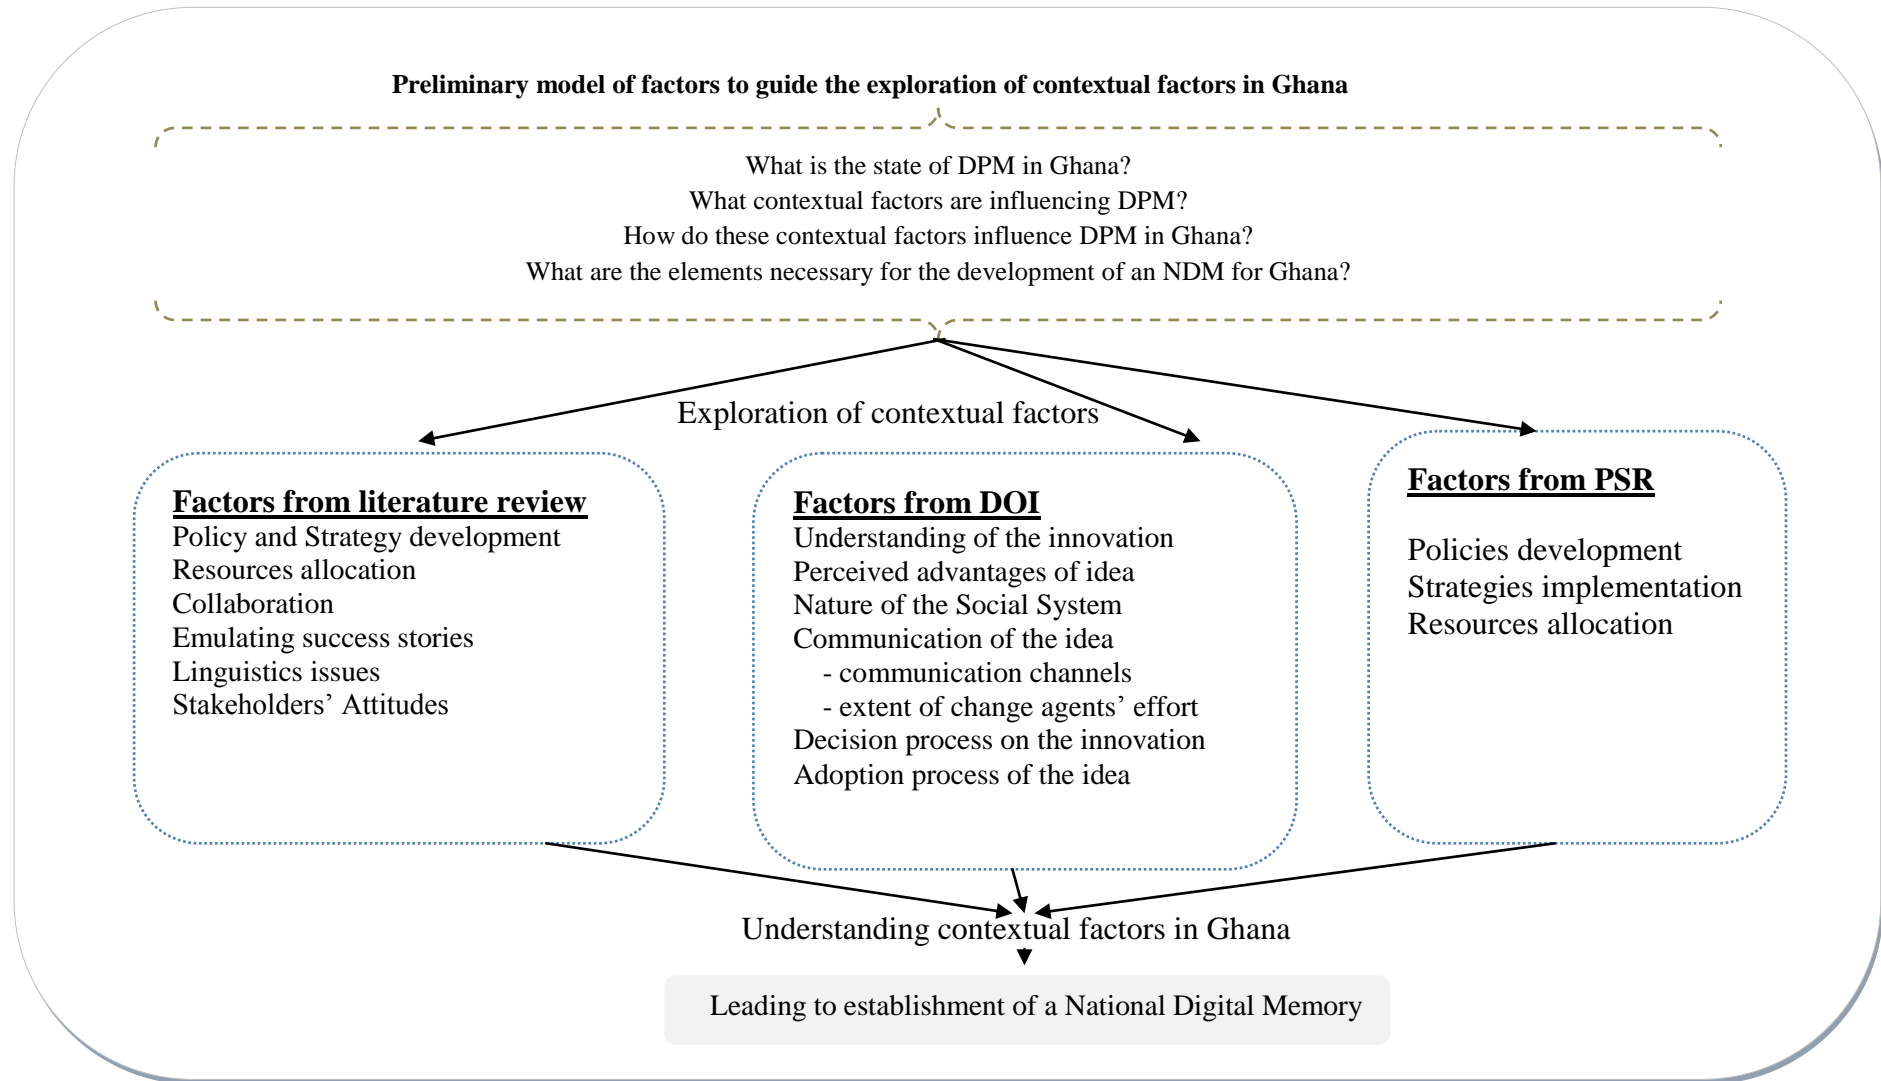 Preliminary model of factors to guide the exploration of contextual factors in Ghana
What is the state of DPM in Ghana?
What contextual factors are influencing DPM?
How do these contextual factors influence DPM in Ghana?
What are the elements necessary for the development of an NDM for Ghana?
Exploration of contextual factors
Factors from literature review
Policy and Strategy development
Resources allocation
Collaboration
Emulating success stories
Linguistics issues
Stakeholders’ Attitudes
Factors from DOI
Understanding of the innovation
Perceived advantages of idea
Nature of the Social System
Communication of the idea
- communication channels
- extent of change agents’ effort
Decision process on the innovation
Adoption process of the idea
Factors from PSR
Policies development
Strategies implementation
Resources allocation
Understanding contextual factors in Ghana
Leading to establishment of a National Digital Memory